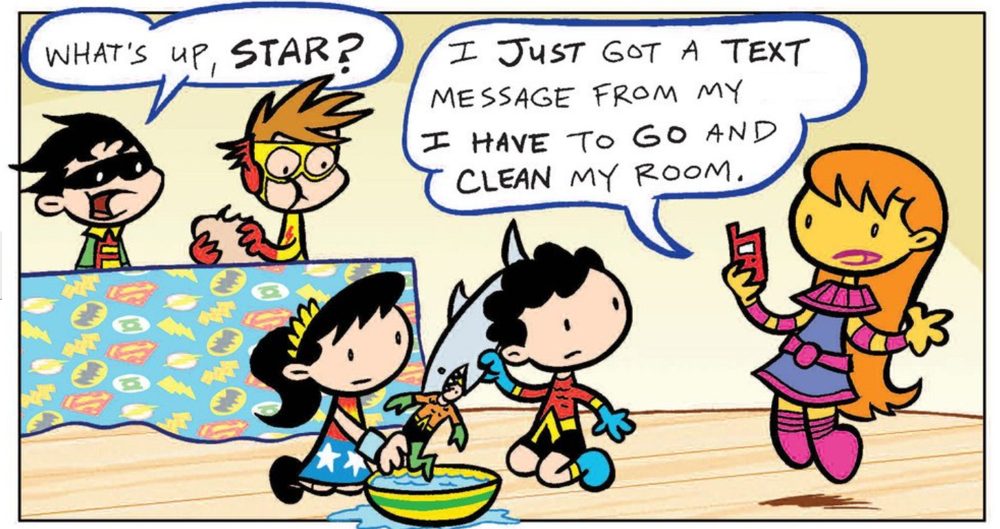 WHAT'S UP, STAR?
I JUST GOT A TEXT
MESSAGE FROM MY
I HAVE TO GO AND
CLEAN MY ROOM.